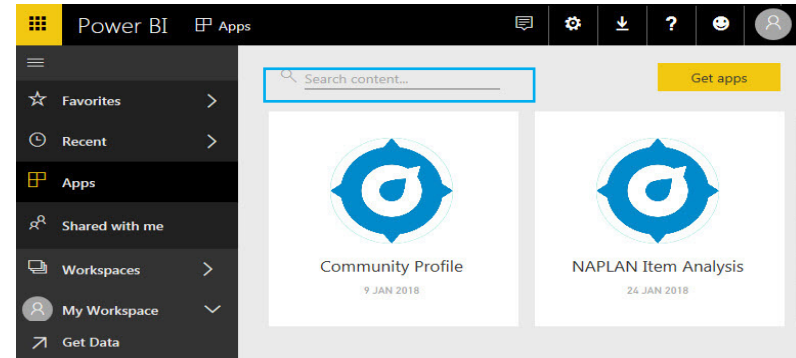 Power BI Apps
?
Search content...
Get apps
Favorites
Recent
Apps
Shared with me
Workspaces
My Workspace
Get Data
Community Profile
9 JAN 2018
NAPLAN Item Analysis
24 JAN 2018